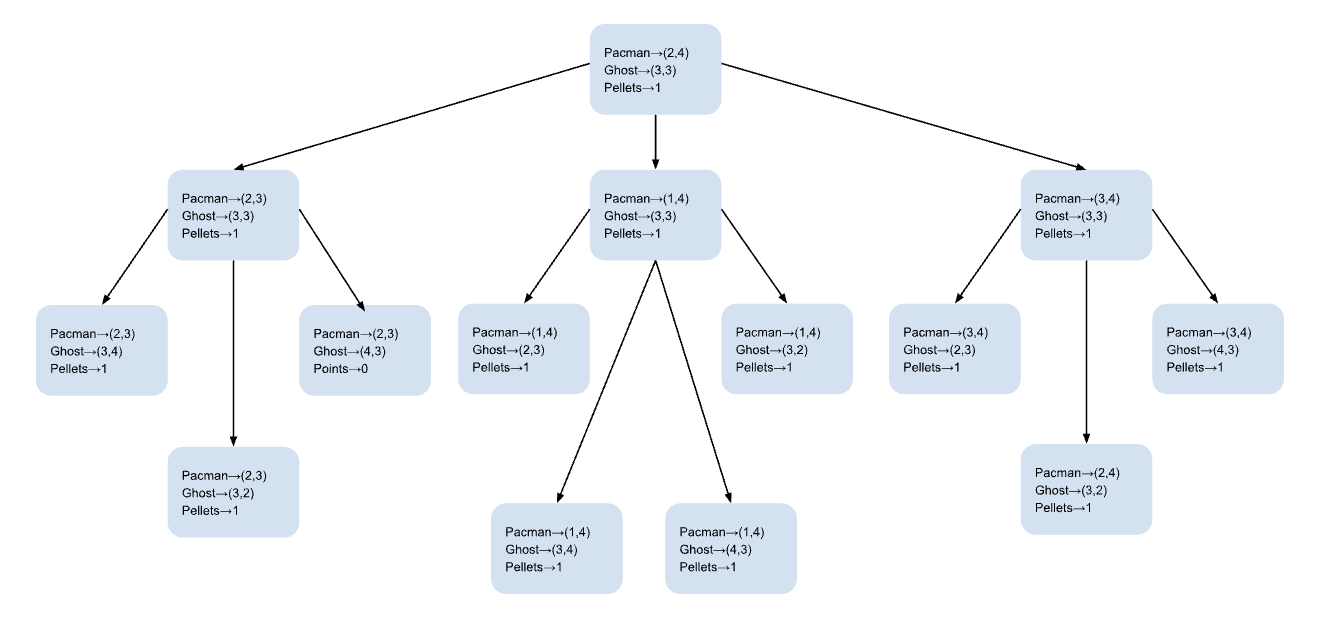 Pacman→(2,4)
Ghost→(3,3)
Pellets→1
Pacman→(2,3)
Ghost→(3,3)
Pellets→1
Pacman→(1,4)
Ghost→(3,3)
Pellets→1
Pacman→(3,4)
Ghost→(3,3)
Pellets→1
Pacman→(2,3)
Ghost→(3,4)
Pellets→1
Pacman→(2,3)
Ghost→(4,3)
Points→0
Pacman→(1,4)
Ghost→(2,3)
Pellets→1
Pacman→(1,4)
Ghost→(3,2)
Pellets→1
Pacman→(3,4)
Ghost→(2,3)
Pellets→1
Pacman→(3,4)
Ghost→(4,3)
Pellets→1
Pacman→(2,3)
Ghost→(3,2)
Pellets→1
Pacman→(2,4)
Ghost→(3,2)
Pellets→1
Pacman→(1,4)
Ghost→(3,4)
Pellets→1
Pacman→(1,4)
Ghost→(4,3)
Pellets→1